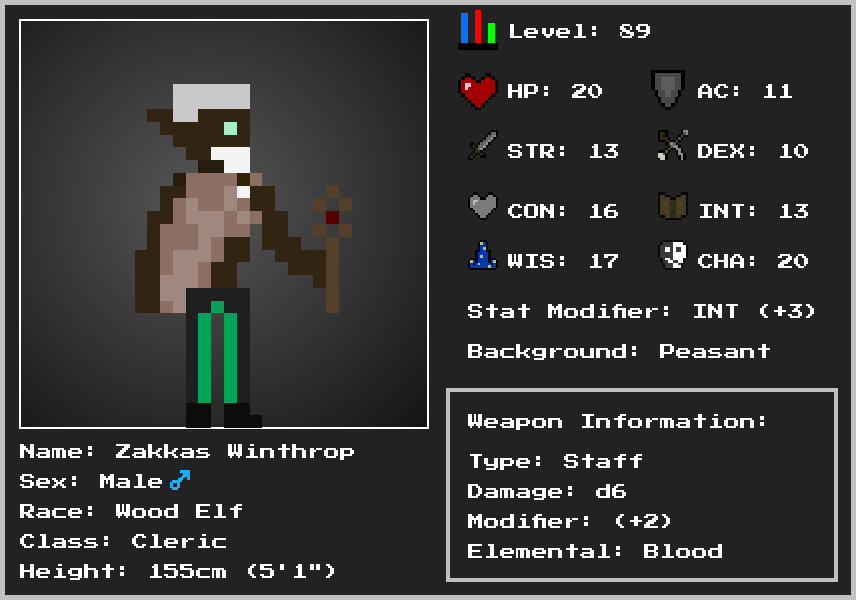 Level: 89
HP: 20
AC: 11
STR: 13
DEX: 10
CON: 16
INT: 13
WIS: 17
CHA: 20
Stat Modifier: INT (+3)
Background: Peasant
Weapon Information:
Type: Staff
Damage: d6
Modifier: (+2)
Elemental: Blood
Name: Zakkas Winthrop
Sex: Male♂
Race: Wood Elf
Class: Cleric
Height: 155cm (5'1")